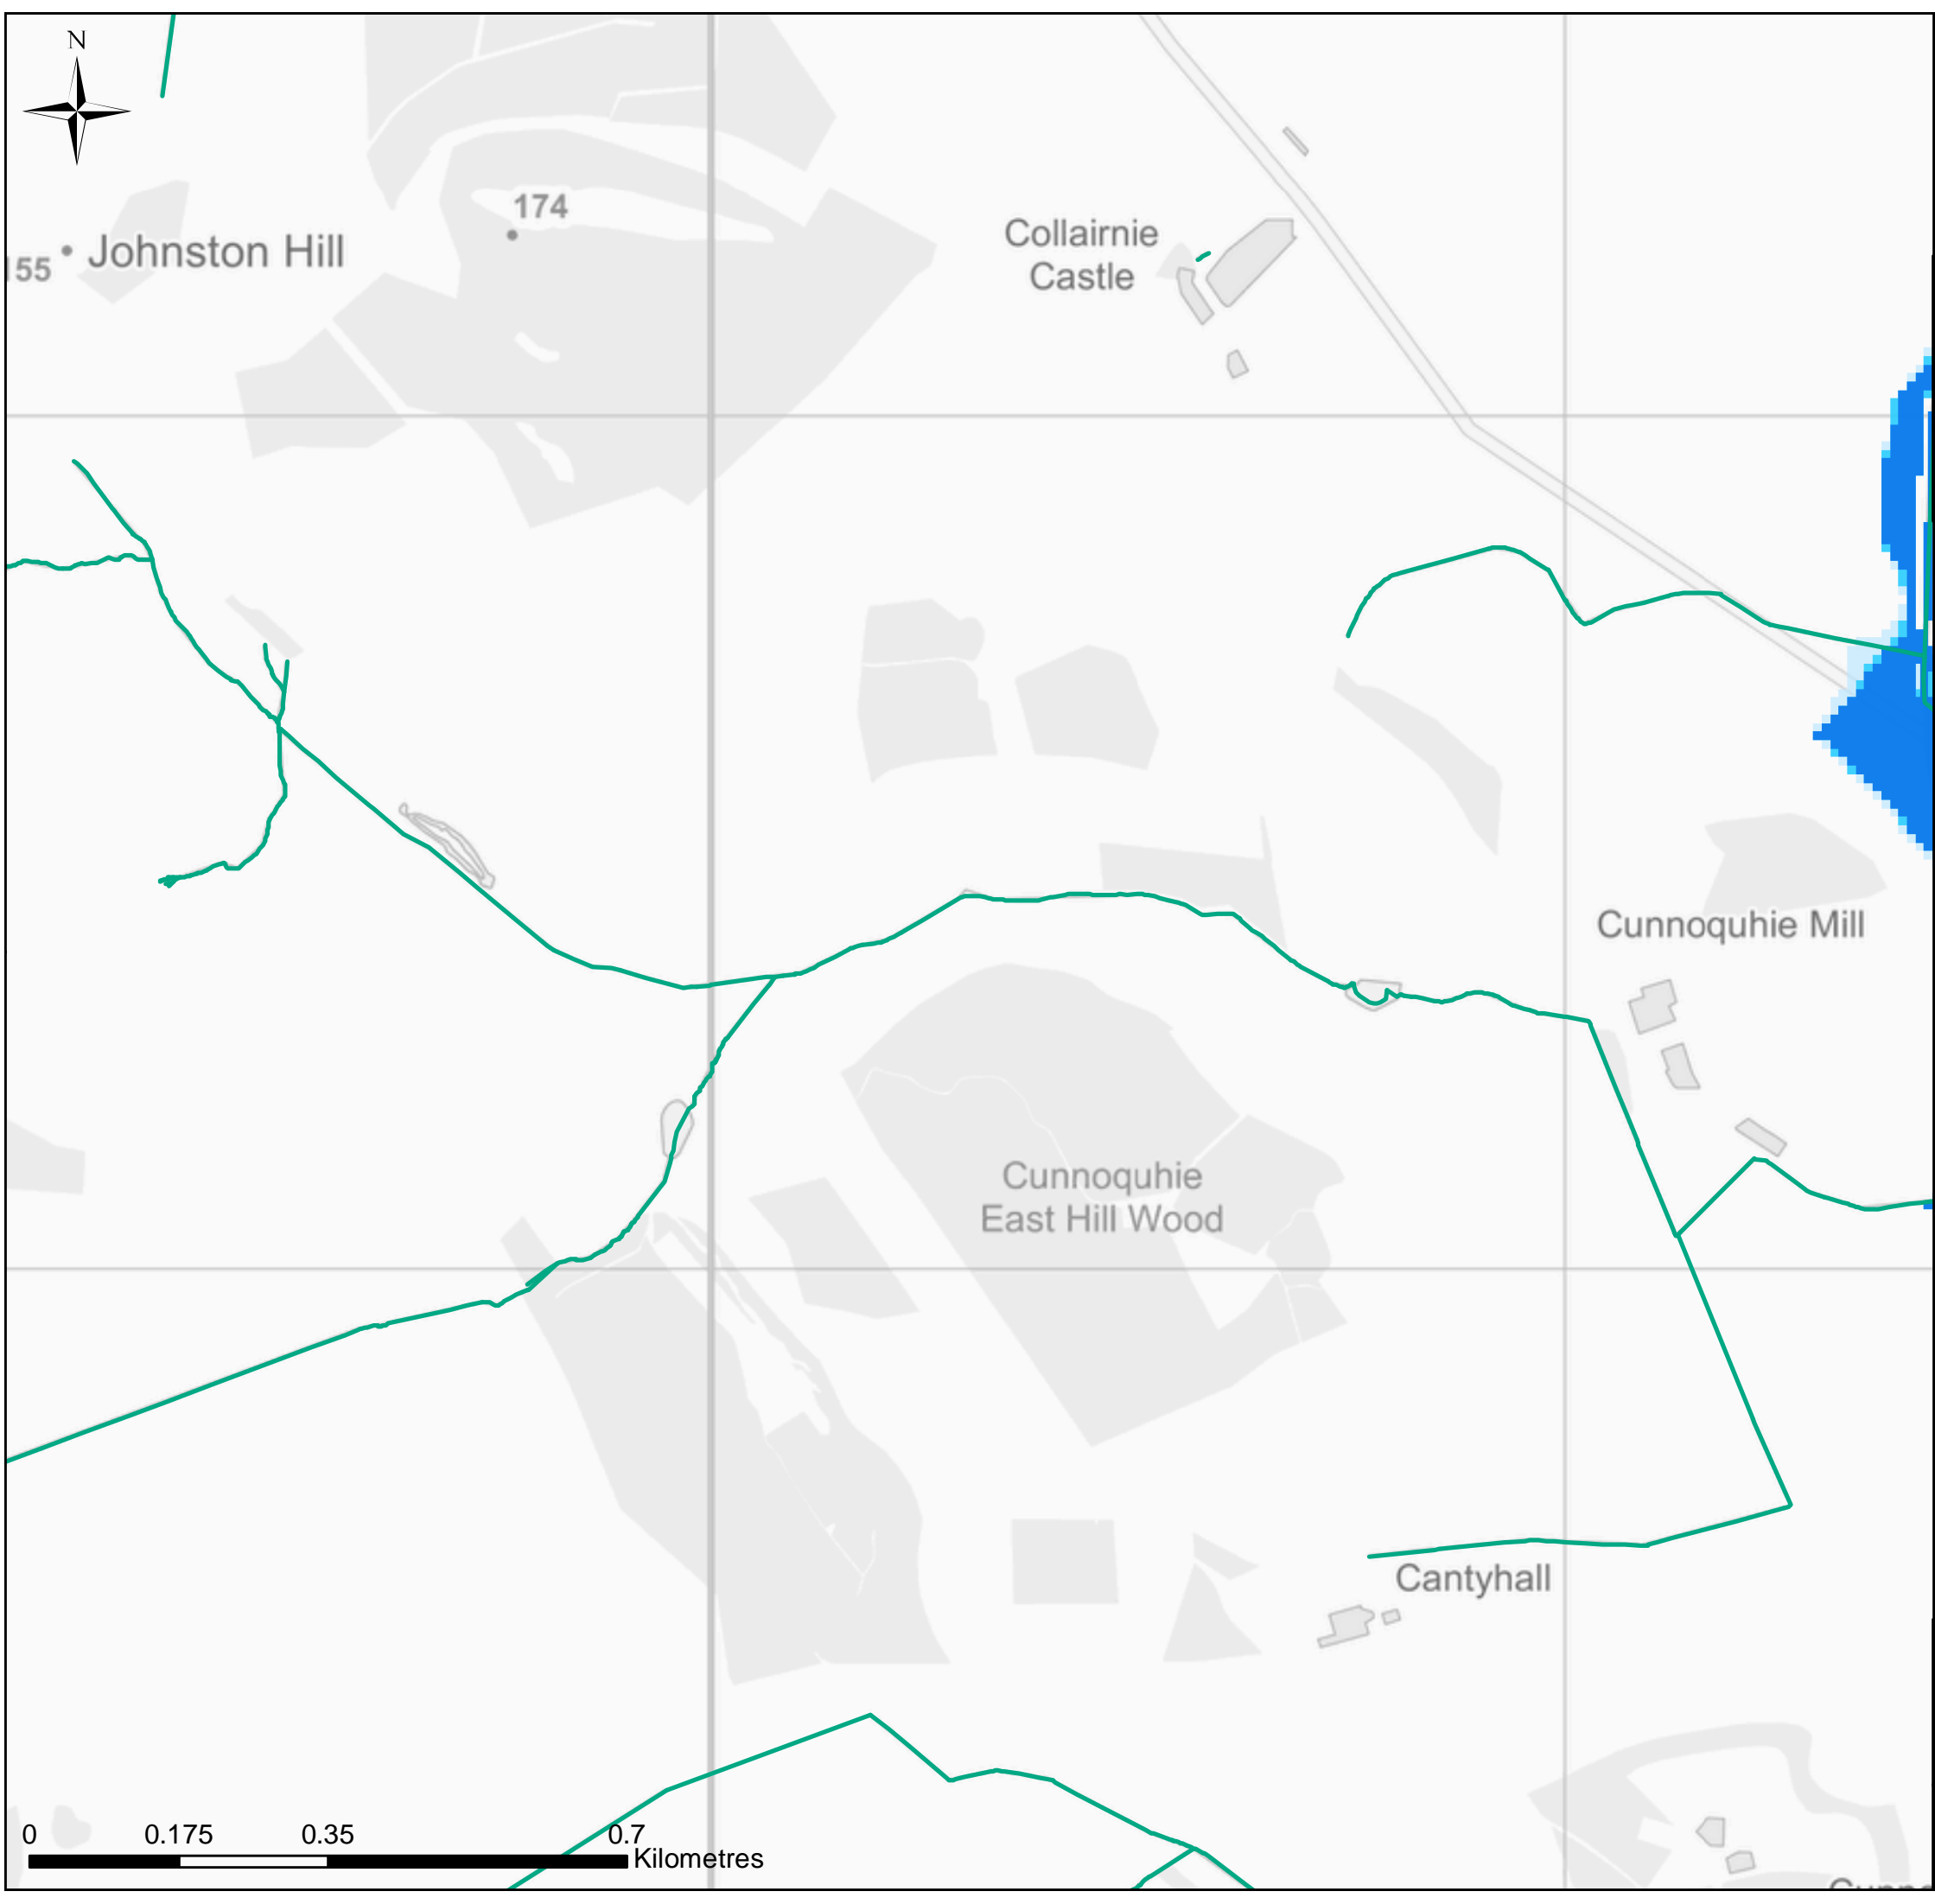 N
174
Johnston Hill
155
Collairnie
Castle
Cunnoquhie Mill
Cunnoquhie
East Hill Wood
Cantyhall
0 0.175 0.35 0.7
Kilometres